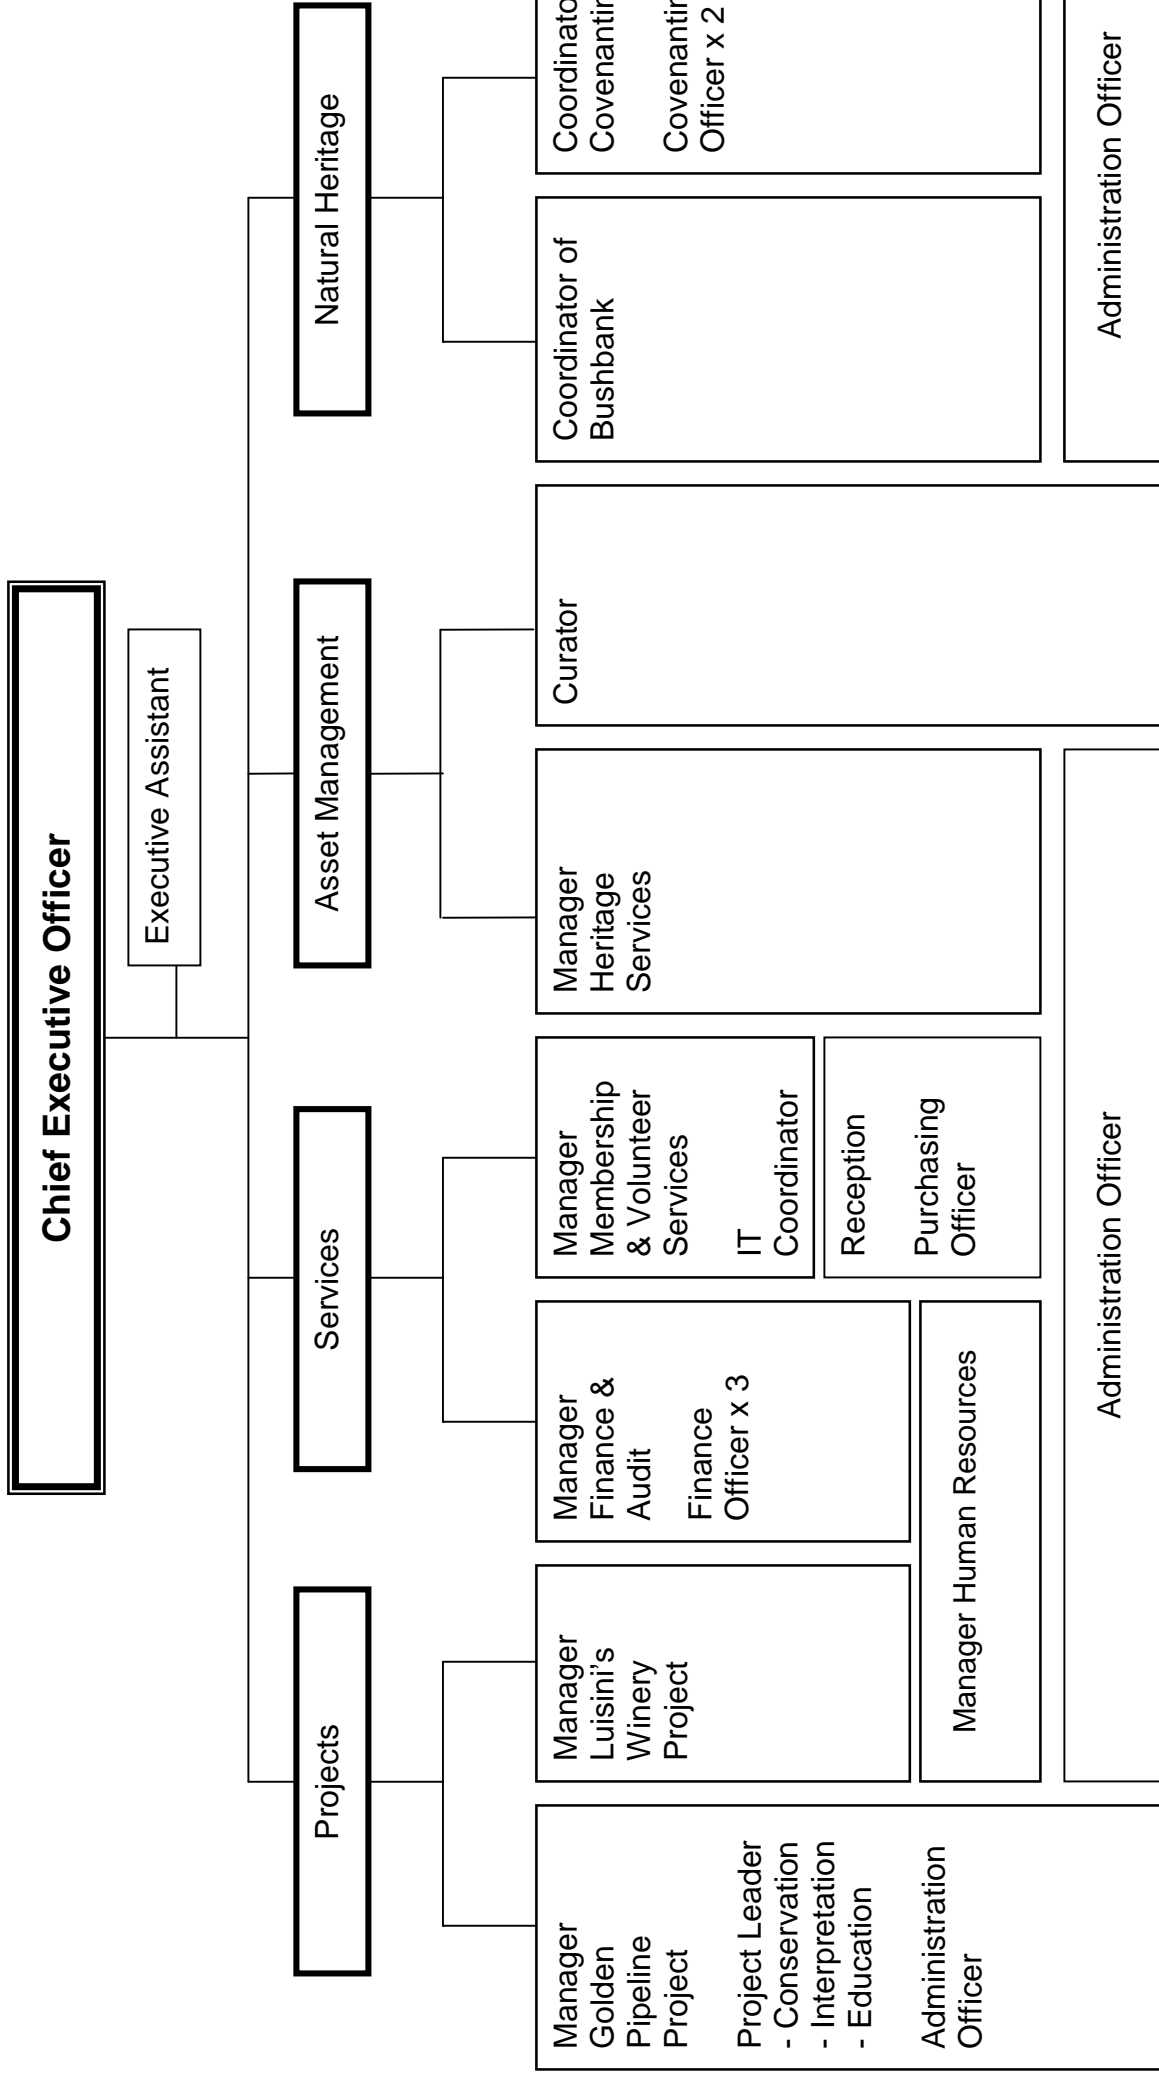 Chief Executive Officer
Executive Assistant
Projects
Services
Asset Management
Natural Heritage
Manager
Golden
Pipeline
Project
Project Leader
- Conservation
- Interpretation
- Education
Administration
Officer
Manager
Luisini's
Winery
Project
Manager
Finance &
Audit
Finance
Officer x 3
Manager Human Resources
Manager
Membership
& Volunteer
Services
IT
Coordinator
Reception
Purchasing
Officer
Manager
Heritage
Services
Administration Officer
Curator
Coordinator of
Bushbank
Officer x 2
Administration Officer